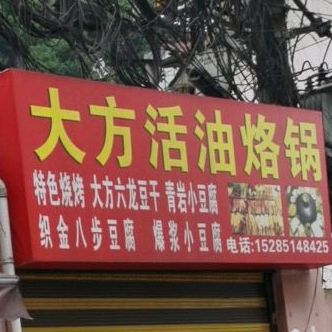 大方活油烙锅
特色烧烤 大方六龙豆干 青岩小豆腐
织金八步豆腐 爆浆小豆腐 电话:15285148425